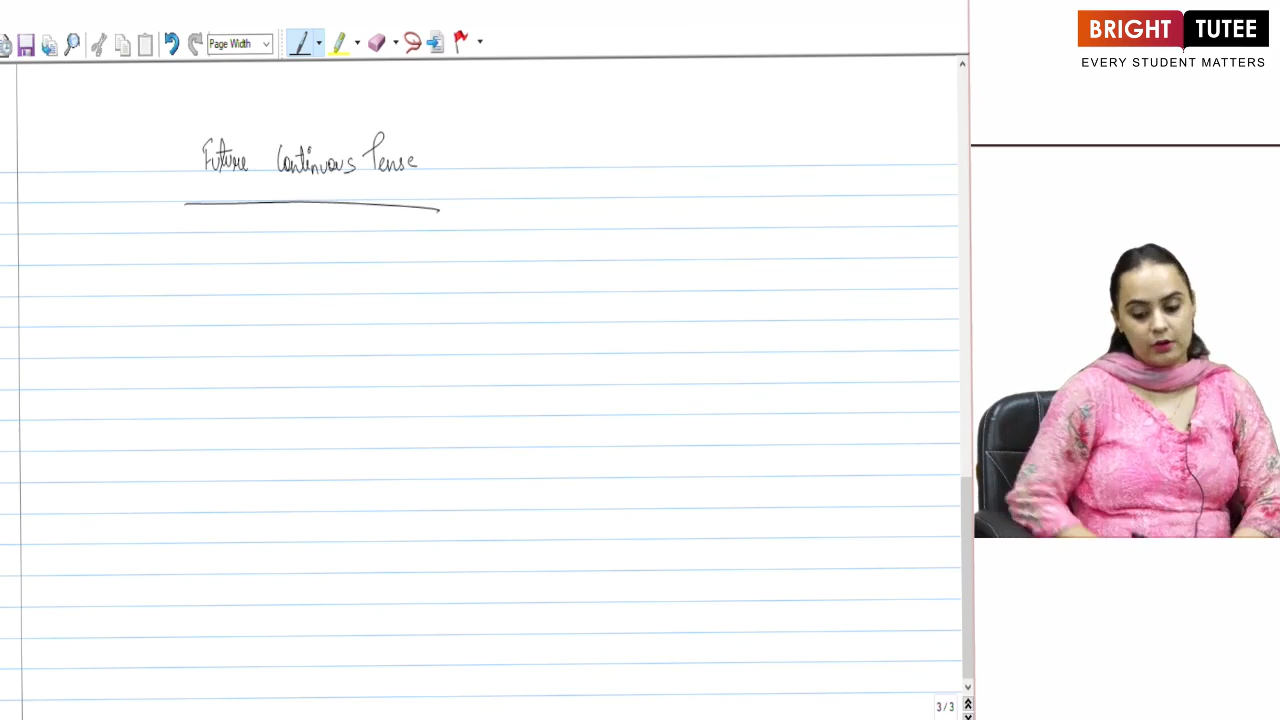 BRIGHT TUTEE
EVERY STUDENT MATTERS
Page Width
Future Continuous Tense
3/3